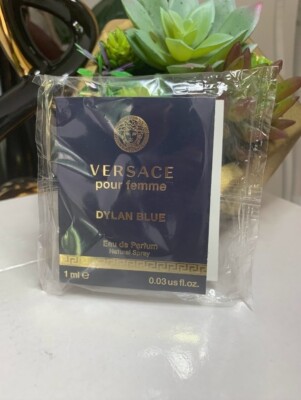 VERSACE
pour femme
DYLAN BLUE
Eau de Parfum
Natural Spray
1 ml ℮ 0.03 us fl.oz.